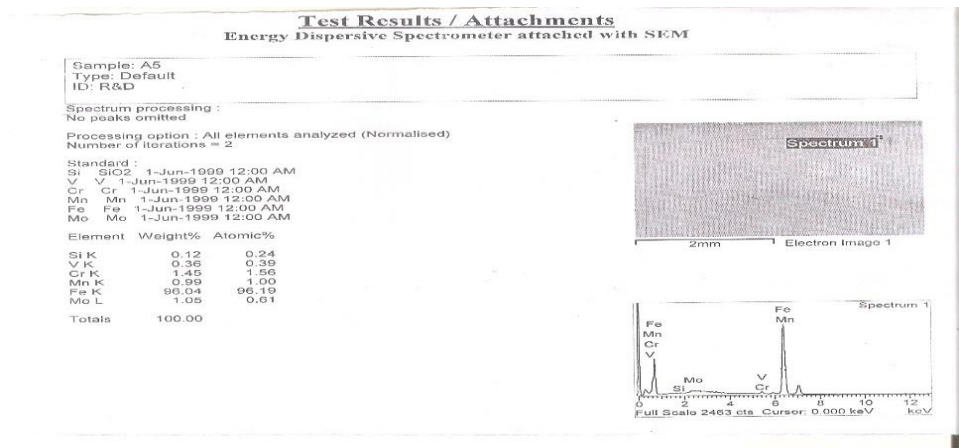 Test Results / Attachments
Energy Dispersive Spectrometer attached with SEM
Sample: A5
Type: Default
ID: R&D
Spectrum processing :
No peaks omitted
Processing option : All elements analyzed (Normalised)
Number of iterations = 2
Standard :
Si SiO2 1-Jun-1999 12:00 AM
V V 1-Jun-1999 12:00 AM
Cr Cr 1-Jun-1999 12:00 AM
Mn Mn 1-Jun-1999 12:00 AM
Fe Fe 1-Jun-1999 12:00 AM
Mo Mo 1-Jun-1999 12:00 AM
Element Weight% Atomic%
Si K 0.12 0.24
V K 0.36 0.39
Cr K 1.45 1.56
Mn K 0.99 1.00
Fe K 96.04 96.19
Mo L 1.05 0.61
Totals 100.00
Spectrum 1
2mm Electron Image 1
Spectrum 1
Fe
Mn
Fe
Mn
Cr
V
Mo
Si
V
Cr
0 2 4 6 8 10 12
Full Scale 2463 cts Cursor: 0.000 keV keV